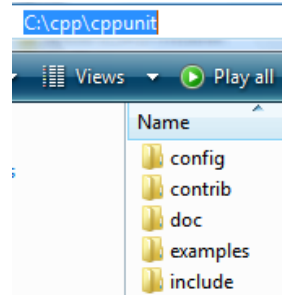 C:\cpp\cppunit
Views Play all
Name
config
contrib
doc
examples
include